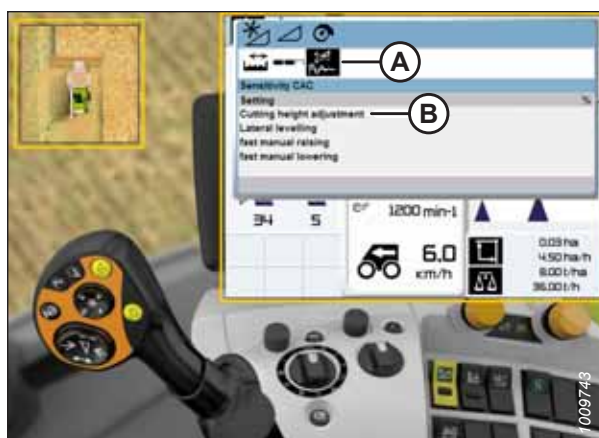 A
Sensitivity CAC
Setting %
Cutting height adjustment
B
Lateral levelling
fast manual raising
fast manual lowering
34 5
1200 min-1
6.0
km/h
0.03 ha
4.50 ha/h
8.00 t/ha
36.00 t/h
1009743